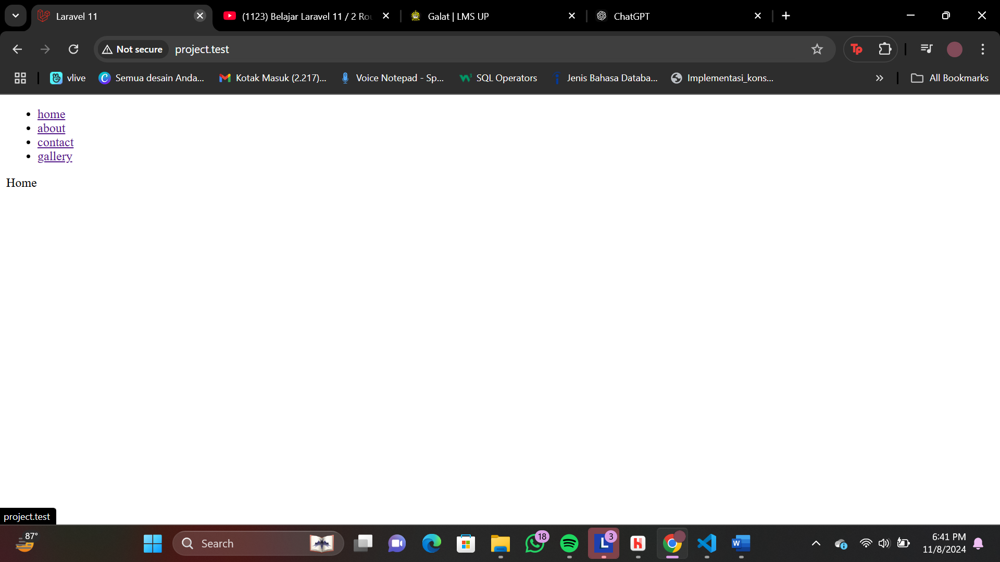 Laravel 11
(1123) Belajar Laravel 11 / 2 Rou
Galat | LMS UP
ChatGPT
Not secure
project.test
vlive
Semua desain Anda...
Kotak Masuk (2.217)...
Voice Notepad - Sp...
SQL Operators
Jenis Bahasa Databa...
Implementasi_kons...
All Bookmarks
home
about
contact
gallery
Home
project.test
87°
Search
18
3
6:41 PM
11/8/2024